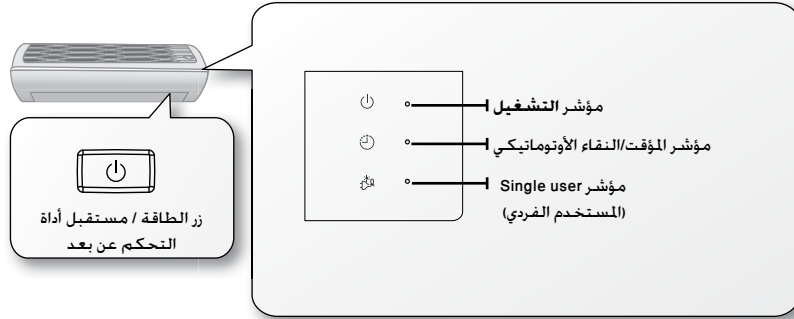 مؤشر التشغيل
مؤشر المؤقت/النقاء الأوتوماتيكي
مؤشر Single user
(المستخدم الفردي)
زر الطاقة / مستقبل أداة
التحكم عن بعد